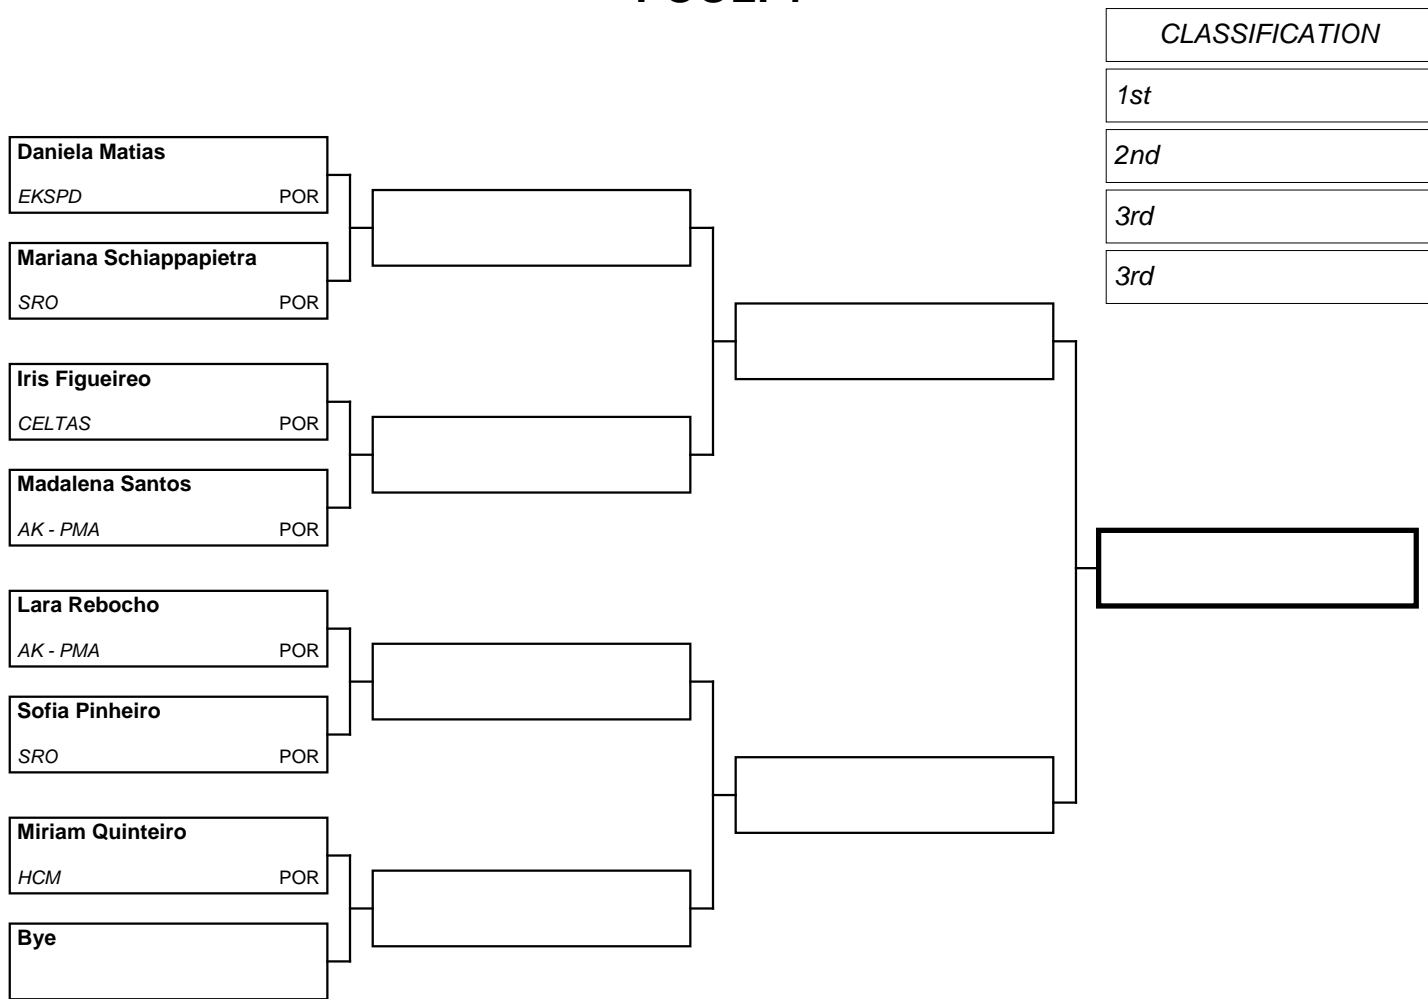 CLASSIFICATION
1st
2nd
3rd
3rd
Daniela Matias
EKSPD POR
Mariana Schiappapietra
SRO POR
Iris Figueireo
CELTAS POR
Madalena Santos
AK - PMA POR
Lara Rebocho
AK - PMA POR
Sofia Pinheiro
SRO POR
Miriam Quinteiro
HCM POR
Bye